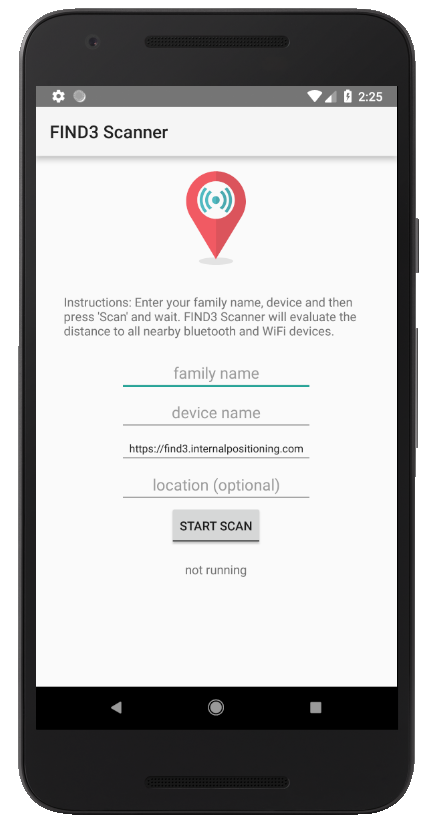 2:25
FIND3 Scanner
Instructions: Enter your family name, device and then
press 'Scan' and wait. FIND3 Scanner will evaluate the
distance to all nearby bluetooth and WiFi devices.
family name
device name
https://find3.internalpositioning.com
location (optional)
START SCAN
not running